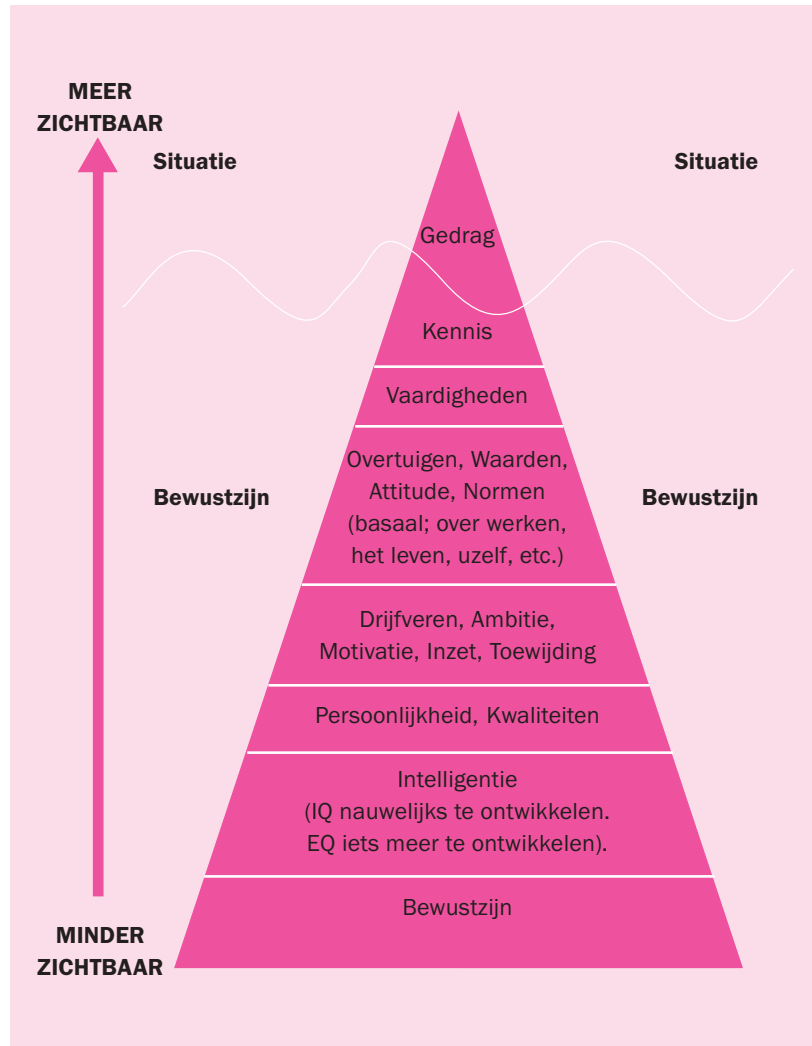 MEER
ZICHTBAAR
Situatie
Situatie
Gedrag
Kennis
Vaardigheden
Overtuigen, Waarden,
Attitude, Normen
(basaal; over werken,
het leven, uzelf, etc.)
Bewustzijn
Bewustzijn
Drijfveren, Ambitie,
Motivatie, Inzet, Toewijding
Persoonlijkheid, Kwaliteiten
Intelligentie
(IQ nauwelijks te ontwikkelen.
EQ iets meer te ontwikkelen).
Bewustzijn
MINDER
ZICHTBAAR